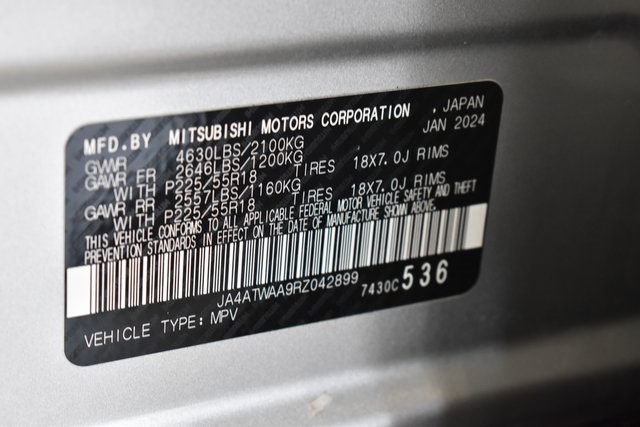 MFD.BY MITSUBISHI MOTORS CORPORATION . JAPAN
JAN 2024
GVWR 4630LBS/2100KG
GAWR FR 2646LBS/1200KG
WITH P225/55R18 TIRES 18X7.0J RIMS
GAWR RR 2557LBS/1160KG
WITH P225/55R18 TIRES 18X7.0J RIMS
THIS VEHICLE CONFORMS TO ALL APPLICABLE FEDERAL MOTOR VEHICLE SAFETY AND THEFT
PREVENTION STANDARDS IN EFFECT ON THE DATE OF MANUFACTURE SHOWN ABOVE.
JA4ATWAA9RZ042899 7430C 536
VEHICLE TYPE: MPV